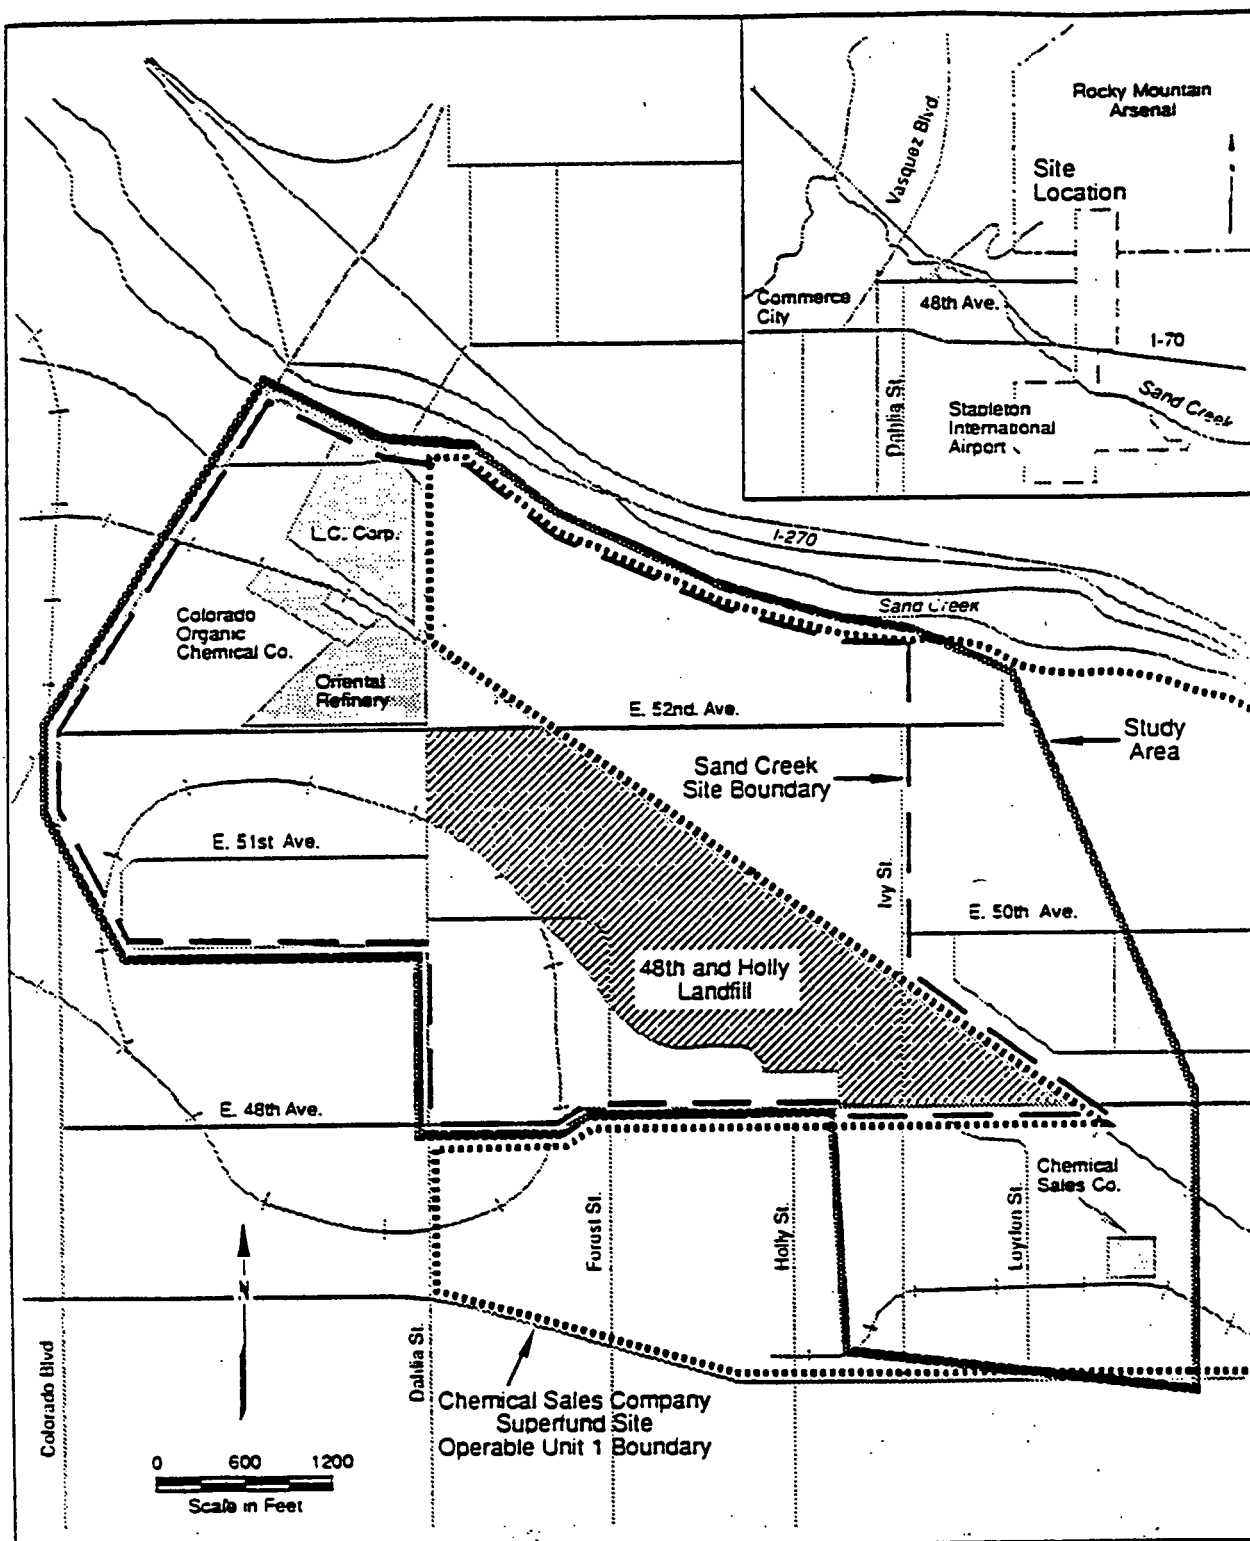 Rocky Mountain
Arsenal
Vasquez Blvd.
Site
Location
Commerce
City
48th Ave.
I-70
Dahlia St.
Stapleton
International
Airport
Sand Creek
L.C. Corp.
I-270
Colorado
Organic
Chemical Co.
Sand Creek
Oriental
Refinery
E. 52nd. Ave.
Study
Area
Sand Creek
Site Boundary
E. 51st Ave.
Ivy St.
E. 50th Ave.
48th and Holly
Landfill
E. 48th Ave.
Chemical
Sales Co.
Forust St.
Holly St.
N
Colorado Blvd
Dahlia St.
Chemical Sales Company
Superfund Site
Operable Unit 1 Boundary
0 600 1200
Scale in Feet